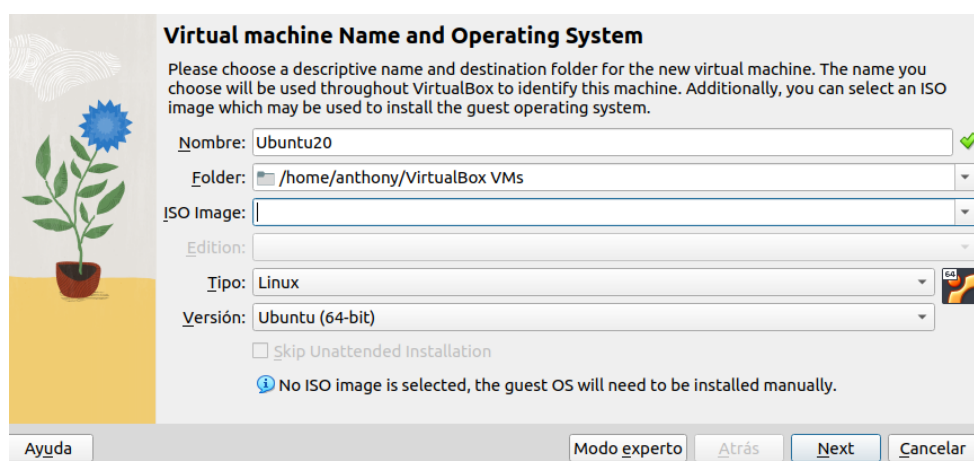 Virtual machine Name and Operating System
Please choose a descriptive name and destination folder for the new virtual machine. The name you
choose will be used throughout VirtualBox to identify this machine. Additionally, you can select an ISO
image which may be used to install the guest operating system.
Nombre: Ubuntu20
Folder: /home/anthony/VirtualBox VMs
ISO Image:
Edition:
Tipo: Linux
64
Versión: Ubuntu (64-bit)
Skip Unattended Installation
No ISO image is selected, the guest OS will need to be installed manually.
Ayuda Modo experto Atrás Next Cancelar